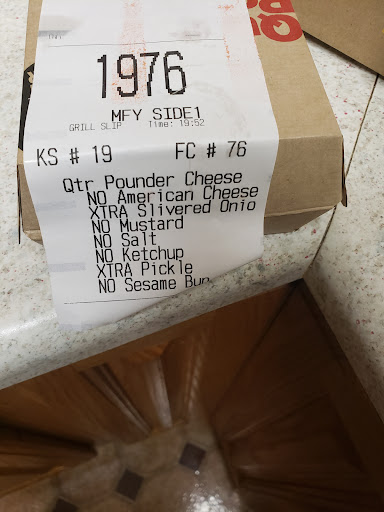 1976
MFY SIDE1
GRILL SLIP Time: 19:52
KS # 19 FC # 76
Qtr Pounder Cheese
NO American Cheese
XTRA Slivered Onio
NO Mustard
NO Salt
NO Ketchup
XTRA Pickle
NO Sesame Bun